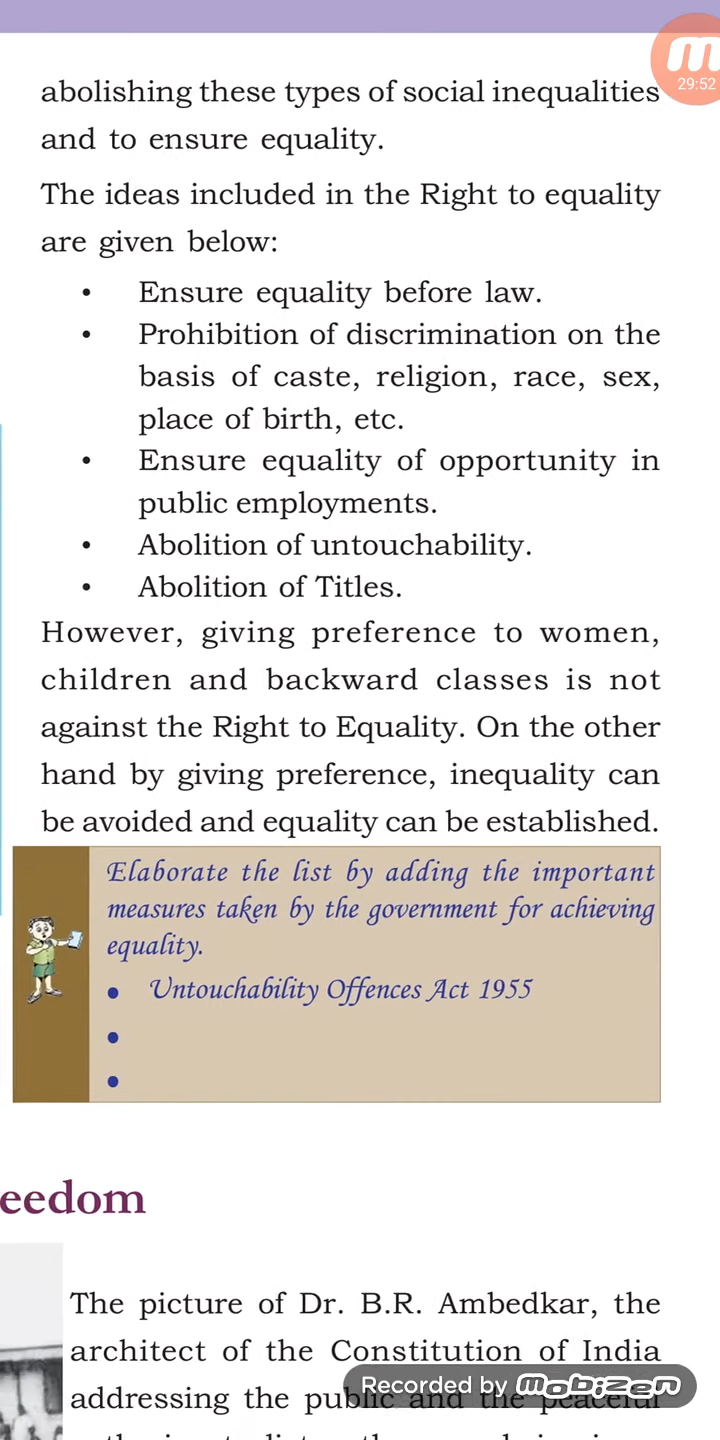 29:52
abolishing these types of social inequalities
and to ensure equality.
The ideas included in the Right to equality
are given below:
• Ensure equality before law.
• Prohibition of discrimination on the
basis of caste, religion, race, sex,
place of birth, etc.
• Ensure equality of opportunity in
public employments.
• Abolition of untouchability.
• Abolition of Titles.
However, giving preference to women,
children and backward classes is not
against the Right to Equality. On the other
hand by giving preference, inequality can
be avoided and equality can be established.
Elaborate the list by adding the important
measures taken by the government for achieving
equality.
• Untouchability Offences Act 1955
•
•
eedom
The picture of Dr. B.R. Ambedkar, the
architect of the Constitution of India
addressing the public and the peaceful
Recorded by mobizen